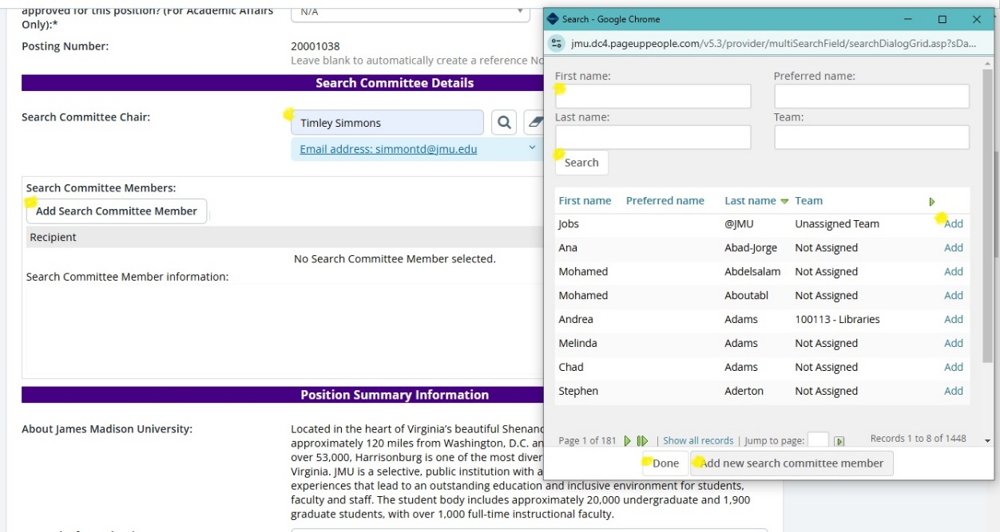 approved for this position? (For Academic Affairs
Only):*
N/A
Posting Number:
20001038
Leave blank to automatically create a reference No
Search Committee Details
Search Committee Chair:
Timley Simmons
Email address: simmontd@jmu.edu
Search Committee Members:
Add Search Committee Member
Recipient
No Search Committee Member selected.
Search Committee Member information:
Position Summary Information
About James Madison University:
Located in the heart of Virginia's beautiful Shenand
approximately 120 miles from Washington, D.C. an
over 53,000, Harrisonburg is one of the most diver
Virginia. JMU is a selective, public institution with a
experiences that lead to an outstanding education and inclusive environment for students,
faculty and staff. The student body includes approximately 20,000 undergraduate and 1,900
graduate students, with over 1,000 full-time instructional faculty.
Search - Google Chrome
jmu.dc4.pageuppeople.com/v5.3/provider/multiSearchField/searchDialogGrid.asp?sDa...
First name: Preferred name:
Last name: Team:
Search
First name Preferred name Last name Team
Jobs @JMU Unassigned Team Add
Ana Abad-Jorge Not Assigned Add
Mohamed Abdelsalam Not Assigned Add
Mohamed Aboutabl Not Assigned Add
Andrea Adams 100113 - Libraries Add
Melinda Adams Not Assigned Add
Chad Adams Not Assigned Add
Stephen Aderton Not Assigned Add
Page 1 of 181 | Show all records | Jump to page: Records 1 to 8 of 1448
Done Add new search committee member